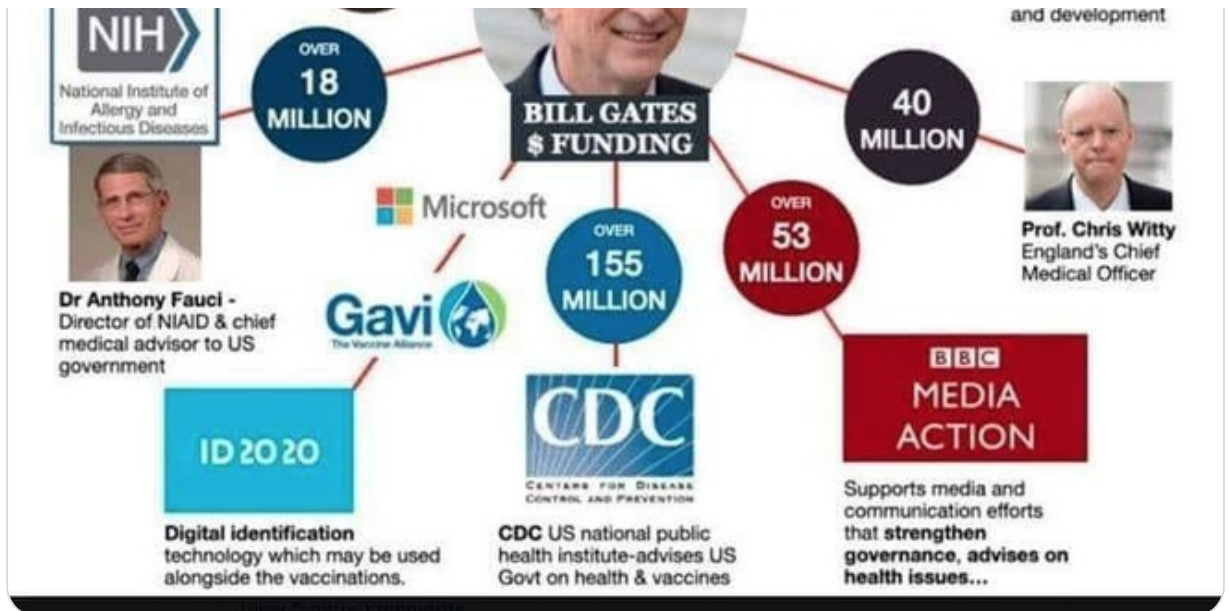 and development
NIH
National Institute of
Allergy and
Infectious Diseases
OVER
18
MILLION
BILL GATES
$ FUNDING
40
MILLION
Microsoft
OVER
155
MILLION
OVER
53
MILLION
Prof. Chris Witty
England's Chief
Medical Officer
Dr Anthony Fauci -
Director of NIAID & chief
medical advisor to US
government
Gavi
The Vaccine Alliance
ID2020
Digital identification
technology which may be used
alongside the vaccinations.
CDC
CENTERS FOR DISEASE
CONTROL AND PREVENTION
CDC US national public
health institute-advises US
Govt on health & vaccines
BBC
MEDIA
ACTION
Supports media and
communication efforts
that strengthen
governance, advises on
health issues...